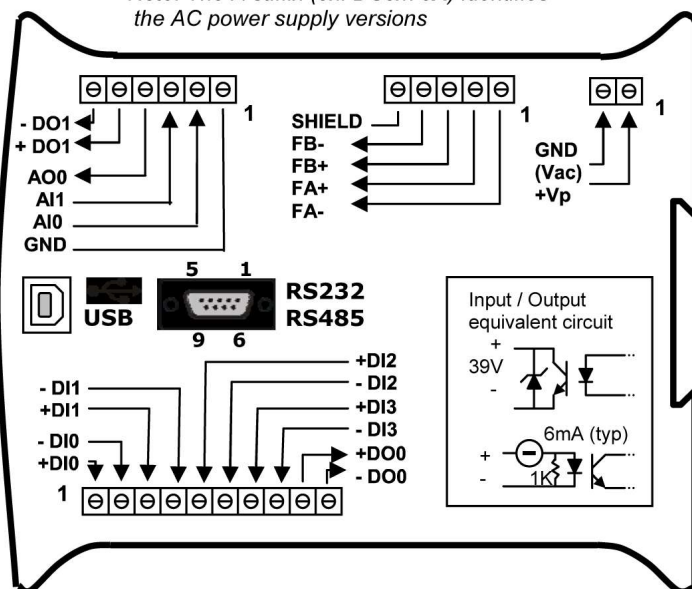 the AC power supply versions
1
- DO1
+ DO1
AO0
AI1
AI0
GND
1
SHIELD
FB-
FB+
FA+
FA-
1
GND
(Vac)
+Vp
USB
5 1
9 6
RS232
RS485
Input / Output
equivalent circuit
+
39V
-
6mA (typ)
+
-
1K
+DI2
- DI2
+DI3
- DI3
+DO0
- DO0
- DI1
+DI1
- DI0
+DI0
1